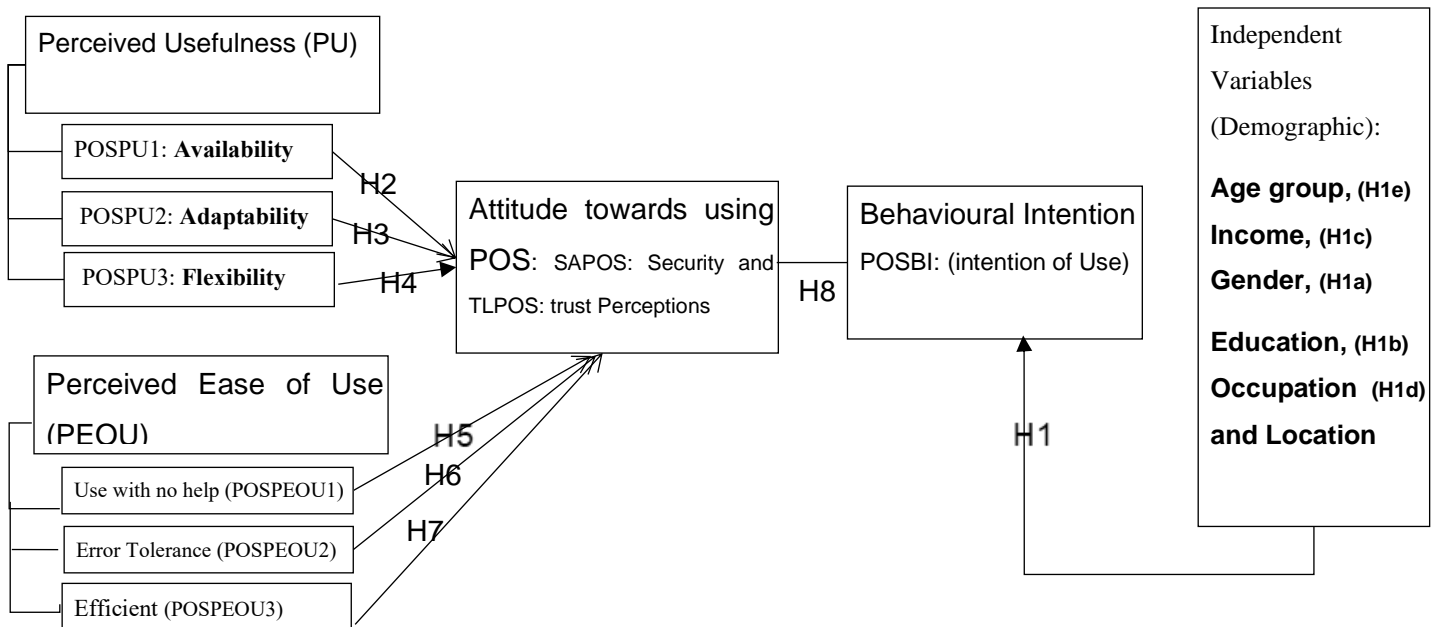 Perceived Usefulness (PU)
POSPU1: Availability
POSPU2: Adaptability
POSPU3: Flexibility
H2
H3
H4
Perceived Ease of Use
(PEOU)
Use with no help (POSPEOU1)
Error Tolerance (POSPEOU2)
Efficient (POSPEOU3)
H5
H6
H7
Attitude towards using
POS: SAPOS: Security and
TLPOS: trust Perceptions
H8
Behavioural Intention
POSBI: (intention of Use)
H1
Independent
Variables
(Demographic):
Age group, (H1e)
Income, (H1c)
Gender, (H1a)
Education, (H1b)
Occupation (H1d)
and Location